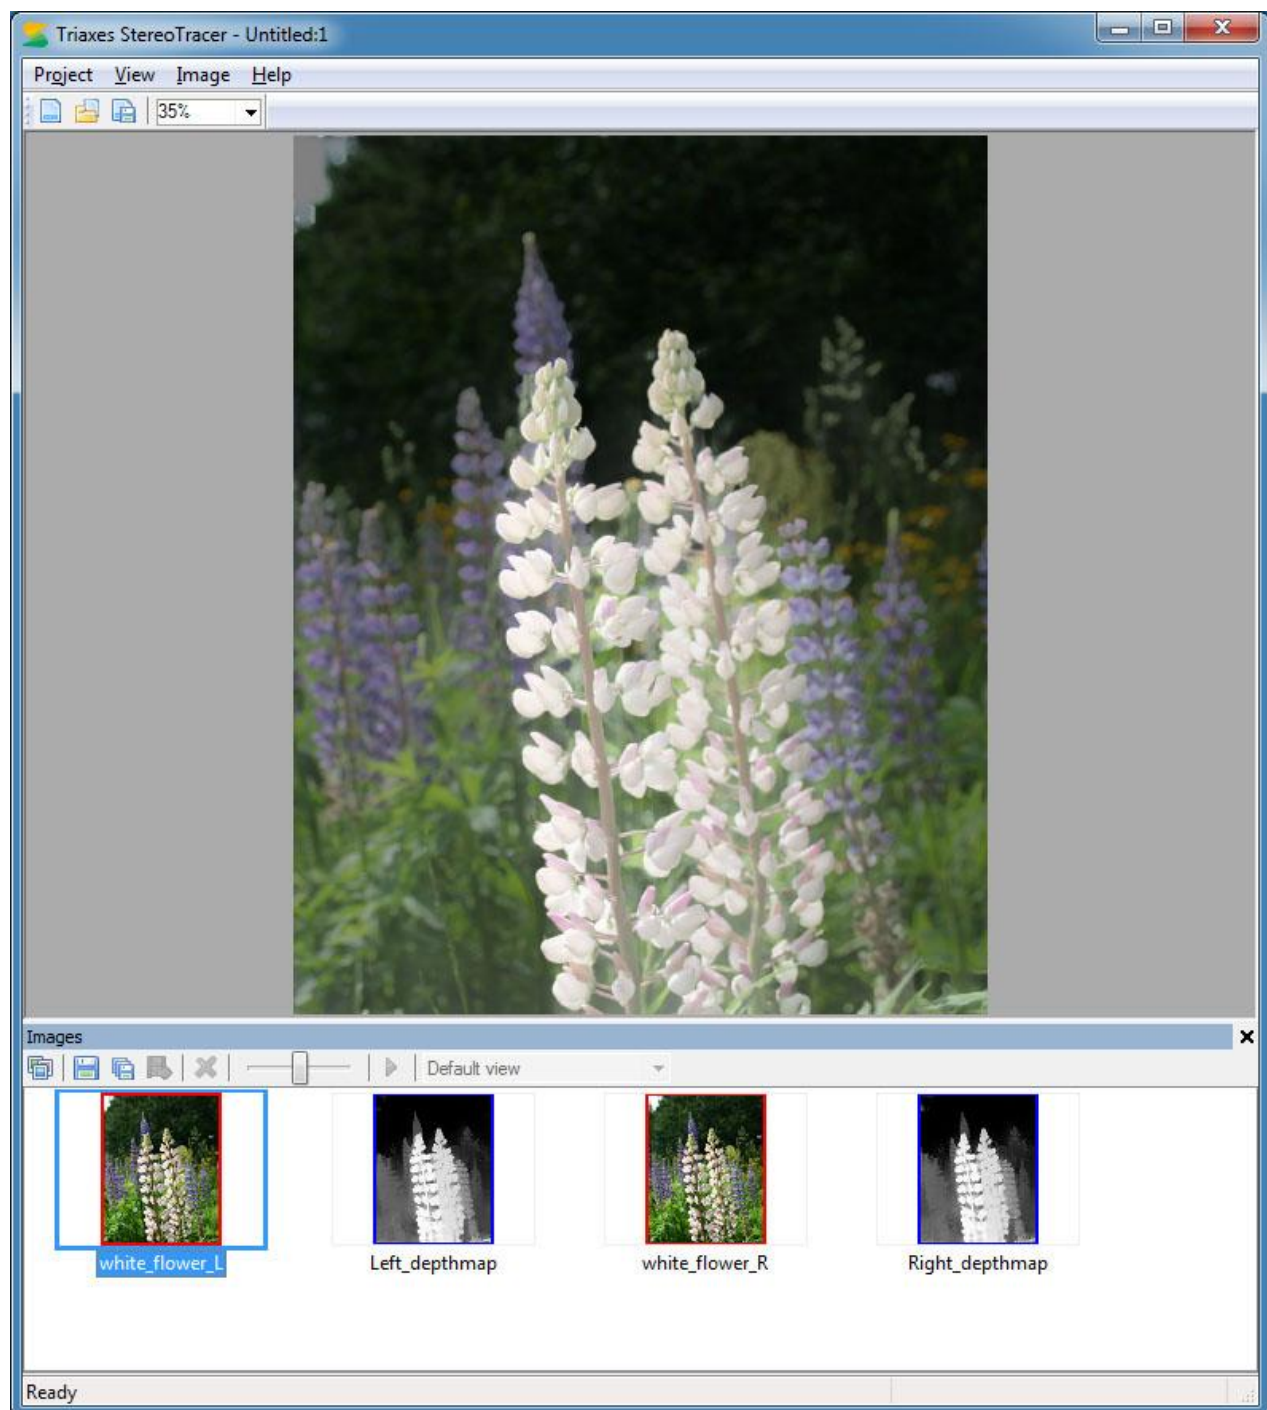 Triaxes StereoTracer - Untitled:1
Project View Image Help
35%
Images
Default view
white_flower_L Left_depthmap white_flower_R Right_depthmap
Ready